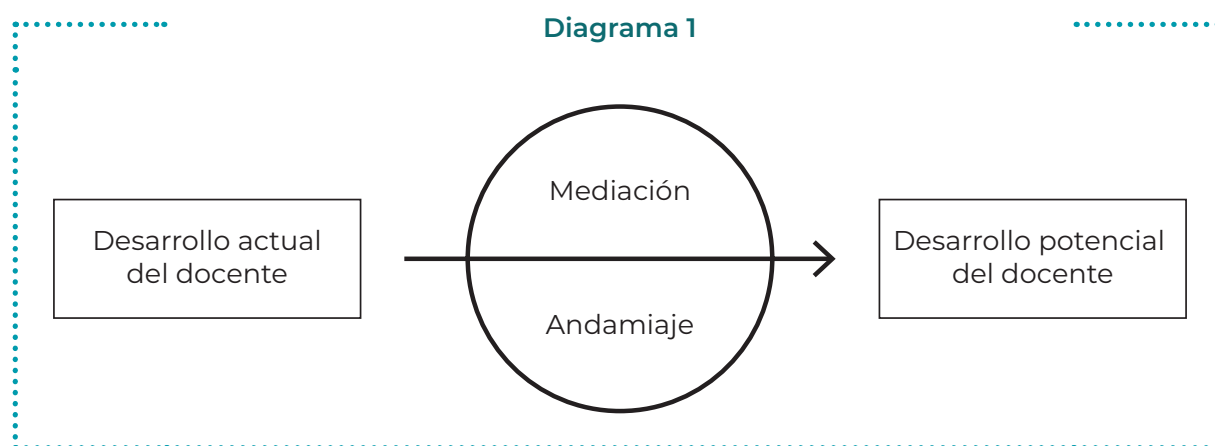 Diagrama 1
Mediación
Desarrollo actual
del docente
Desarrollo potencial
del docente
Andamiaje